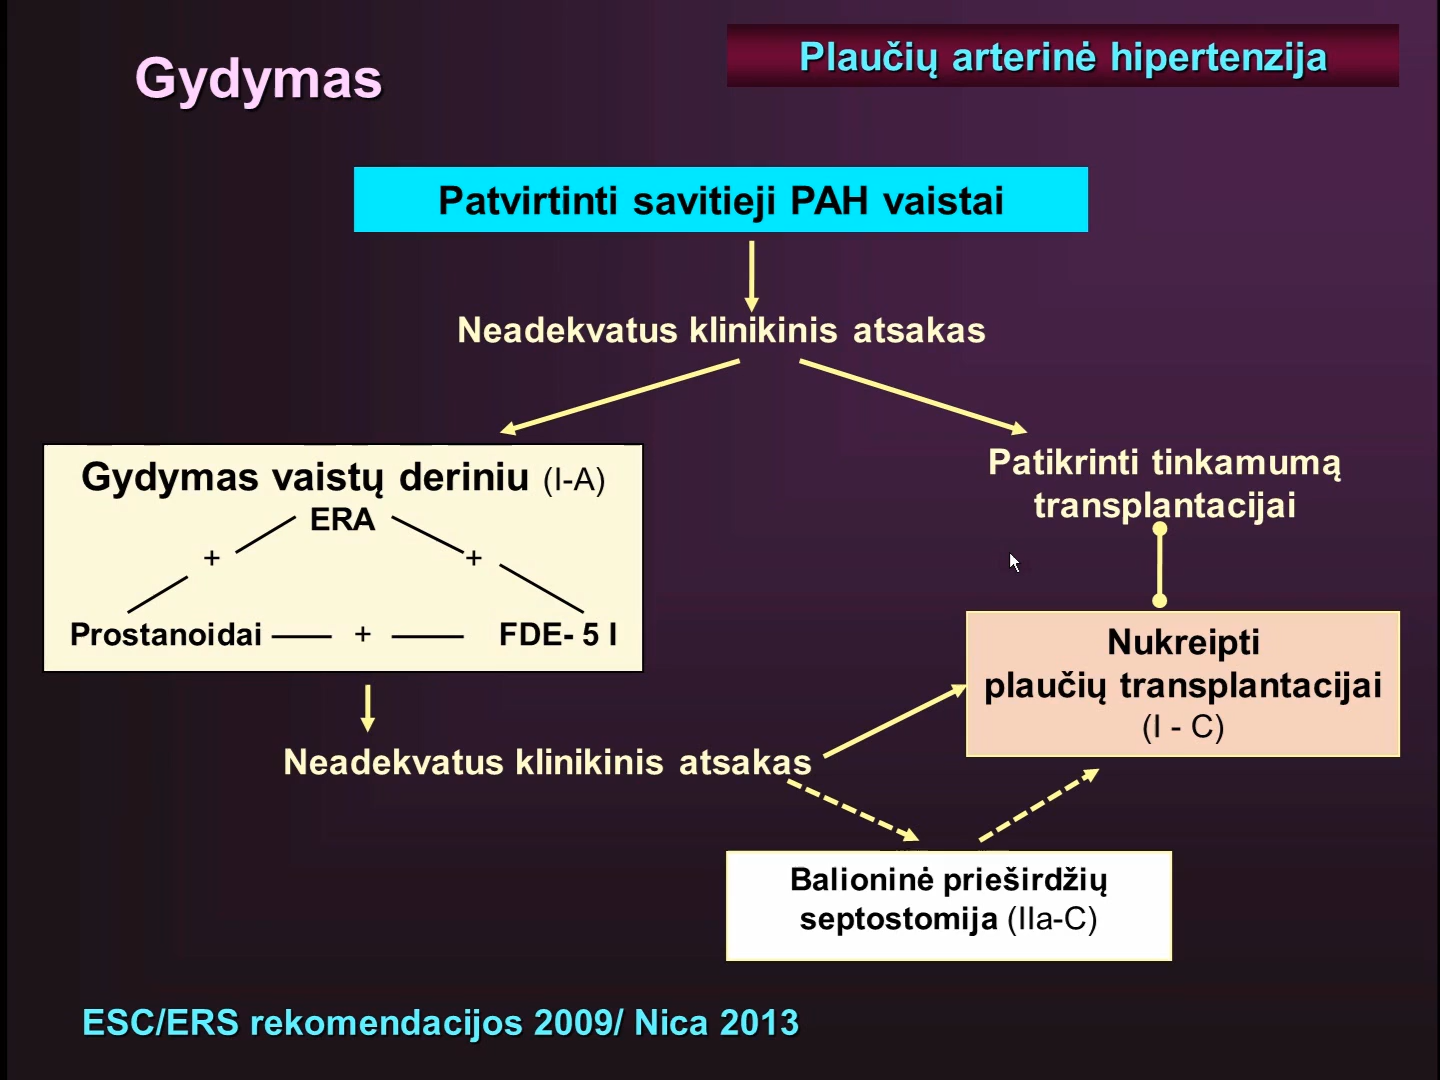 Gydymas
Plaučių arterinė hipertenzija
Patvirtinti savitieji PAH vaistai
Neadekvatus klinikinis atsakas
Gydymas vaistų deriniu (I-A)
ERA
+ +
Prostanoidai + FDE- 5 I
Patikrinti tinkamumą
transplantacijai
Nukreipti
plaučių transplantacijai
(I - C)
Neadekvatus klinikinis atsakas
Balioninė prieširdžių
septostomija (IIa-C)
ESC/ERS rekomendacijos 2009/ Nica 2013